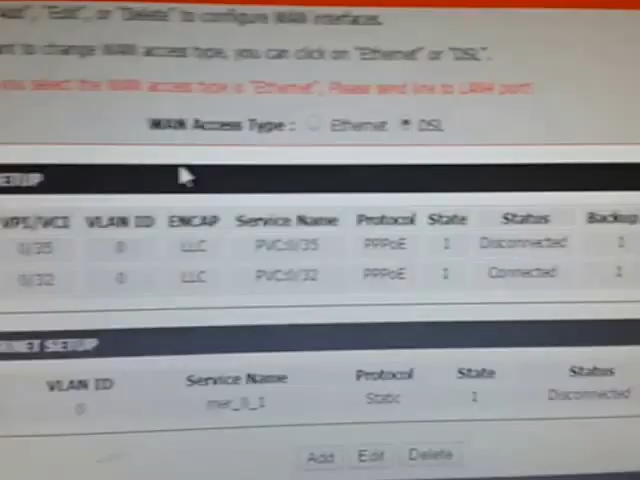 "Edit", or "Delete" to configure WAN interfaces.
to change WAN access type, you can click on "Ethernet" or "DSL".
you select the WAN access type is "Ethernet", Please send line to LAN4 port!
WAN Access Type : Ethernet DSL
VPI/VCI VLAN ID ENCAP Service Name Protocol State Status Backup
0/35 0 LLC PVC:0/35 PPPoE 1 Disconnected 1
0/32 0 LLC PVC:0/32 PPPoE 1 Connected 1
SETUP
VLAN ID Service Name Protocol State Status
0 mer_0_1 Static 1 Disconnected
Add Edit Delete